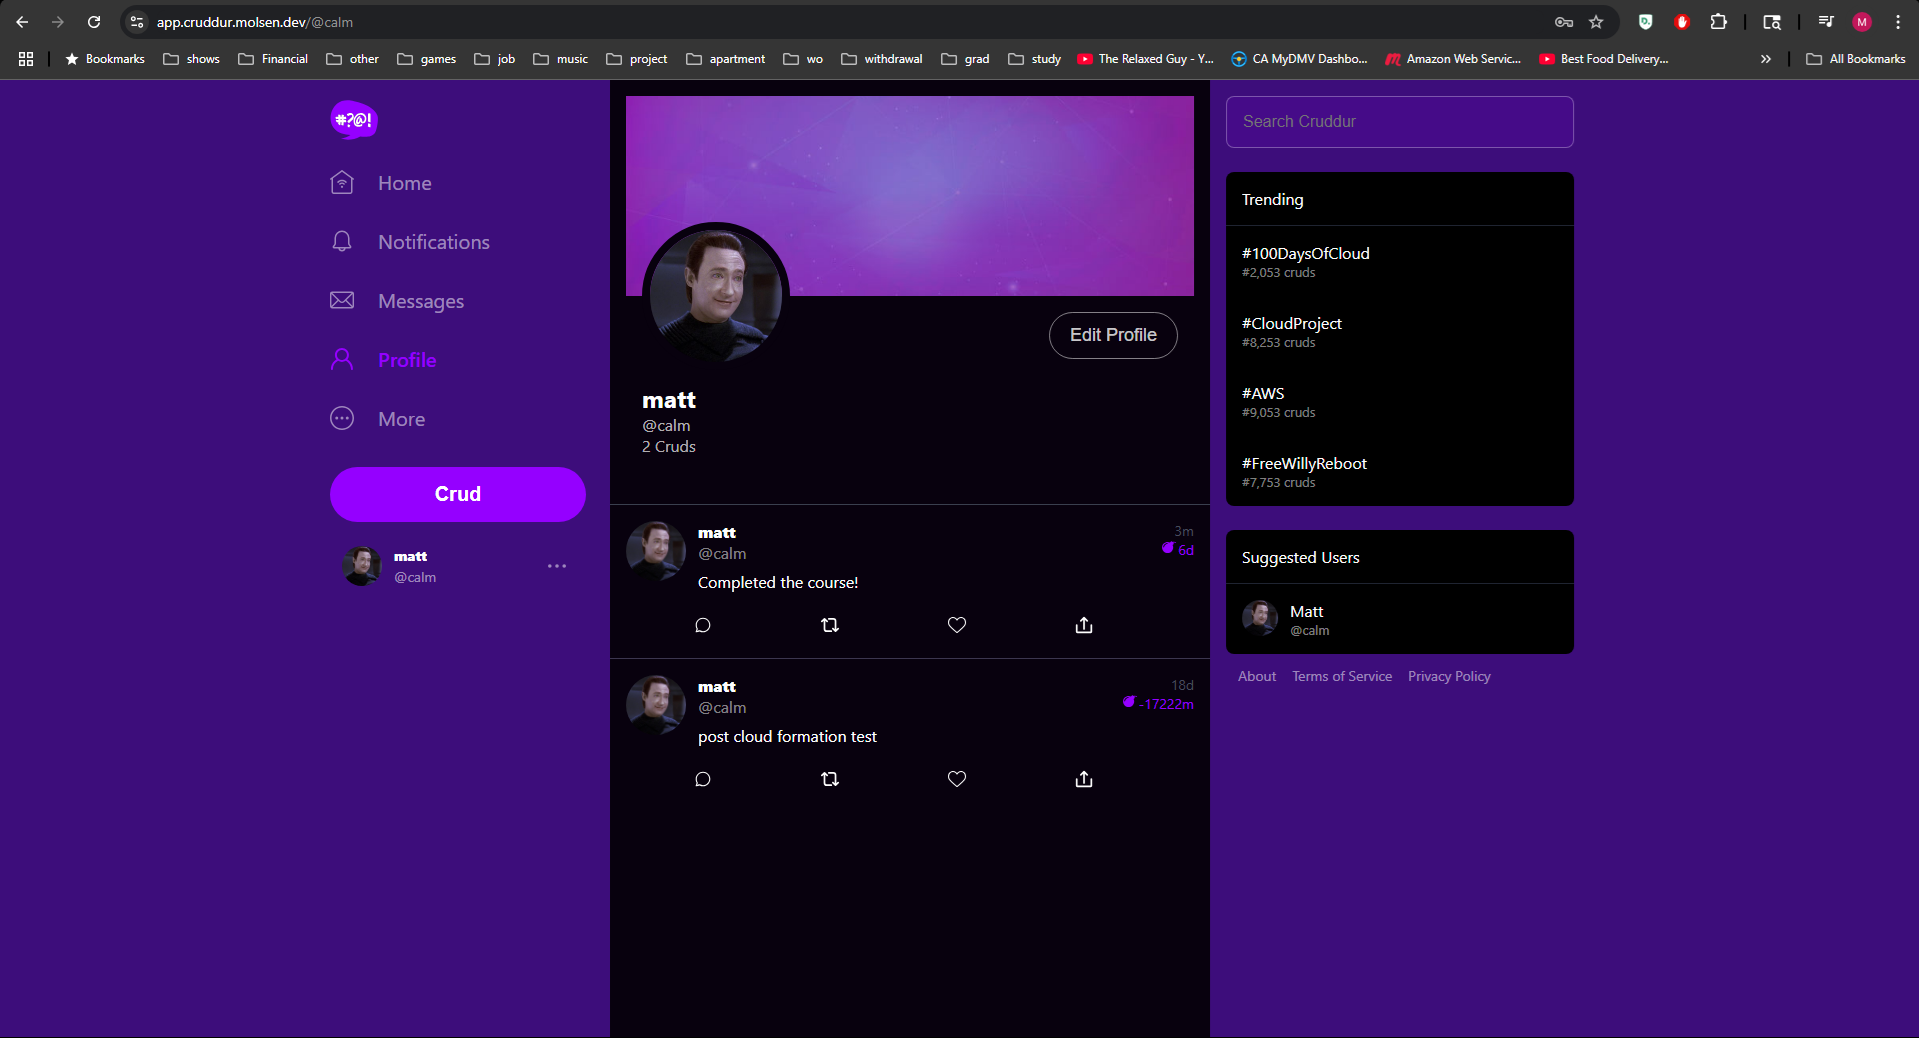 app.cruddur.molsen.dev/@calm
M
Bookmarks shows Financial other games job music project apartment wo withdrawal grad study The Relaxed Guy - Y... CA MyDMV Dashbo... Amazon Web Servic... Best Food Delivery... All Bookmarks
#?@!
Home
Notifications
Messages
Profile
More
Crud
matt
@calm
Edit Profile
matt
@calm
2 Cruds
matt
3m
@calm
6d
Completed the course!
matt
18d
@calm
-17222m
post cloud formation test
Search Cruddur
Trending
#100DaysOfCloud
#2,053 cruds
#CloudProject
#8,253 cruds
#AWS
#9,053 cruds
#FreeWillyReboot
#7,753 cruds
Suggested Users
Matt
@calm
About Terms of Service Privacy Policy